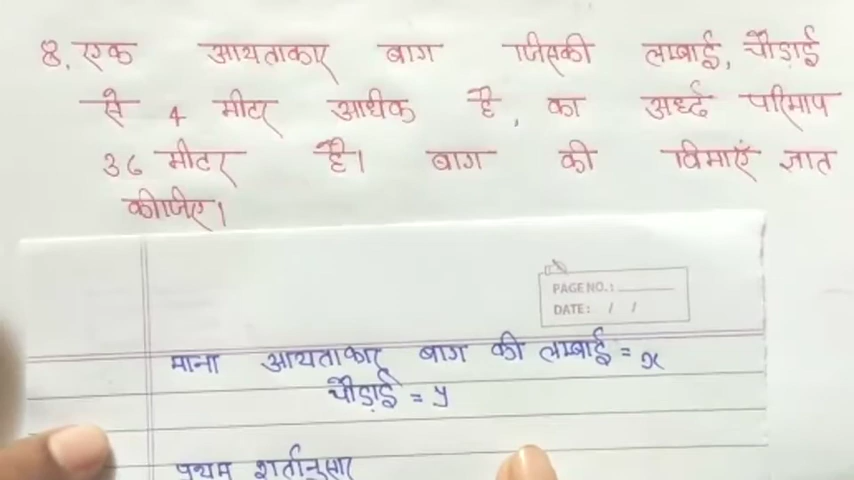 8. एक आयताकार बाग जिसकी लम्बाई, चौड़ाई
से 4 मीटर अधिक है, का अर्ध्द परिमाप
36 मीटर है। बाग की विमाएँ ज्ञात
कीजिए।
PAGE NO.:
DATE: / /
माना आयताकार बाग की लम्बाई = x
चौड़ाई = y
प्रथम शर्तानुसार